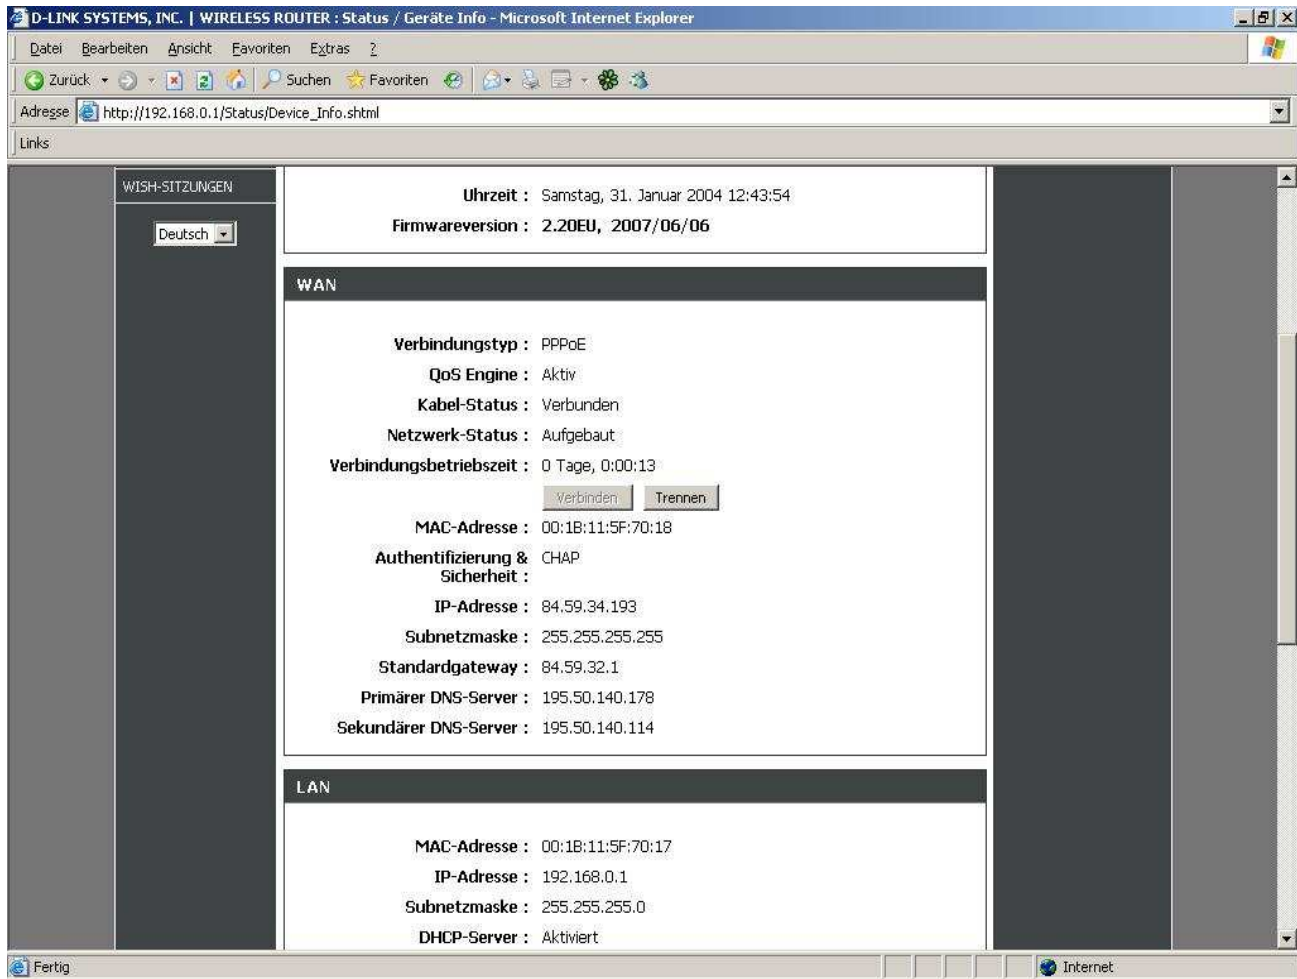 D-LINK SYSTEMS, INC. | WIRELESS ROUTER : Status / Geräte Info - Microsoft Internet Explorer
Datei Bearbeiten Ansicht Favoriten Extras ?
Zurück Suchen Favoriten
Adresse http://192.168.0.1/Status/Device_Info.shtml
Links
WISH-SITZUNGEN
Deutsch
Uhrzeit : Samstag, 31. Januar 2004 12:43:54
Firmwareversion : 2.20EU, 2007/06/06
WAN
Verbindungstyp : PPPoE
QoS Engine : Aktiv
Kabel-Status : Verbunden
Netzwerk-Status : Aufgebaut
Verbindungsbetriebszeit : 0 Tage, 0:00:13
Verbinden Trennen
MAC-Adresse : 00:1B:11:5F:70:18
Authentifizierung & CHAP
Sicherheit :
IP-Adresse : 84.59.34.193
Subnetzmaske : 255.255.255.255
Standardgateway : 84.59.32.1
Primärer DNS-Server : 195.50.140.178
Sekundärer DNS-Server : 195.50.140.114
LAN
MAC-Adresse : 00:1B:11:5F:70:17
IP-Adresse : 192.168.0.1
Subnetzmaske : 255.255.255.0
DHCP-Server : Aktiviert
Fertig Internet